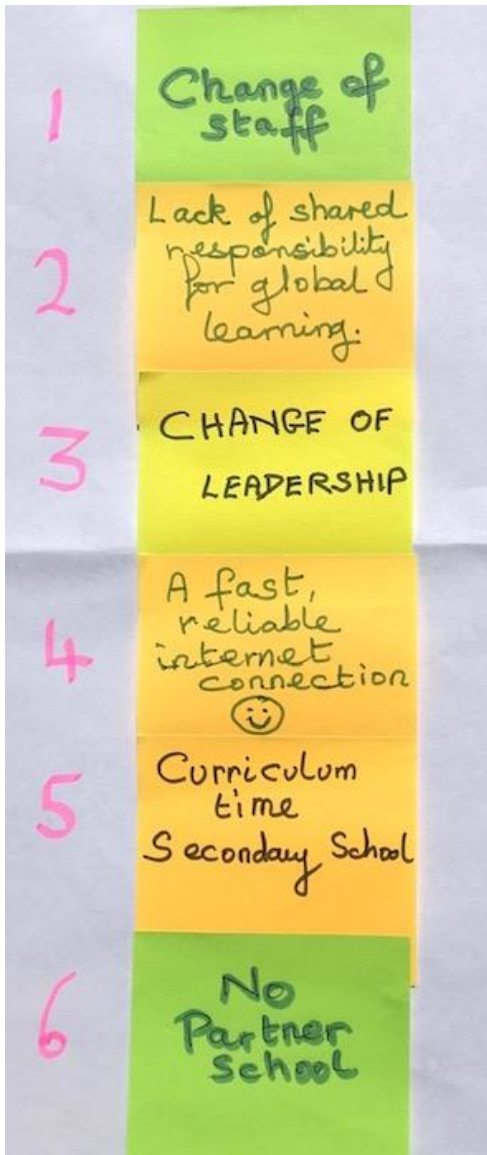 1
Change of
staff
2
Lack of shared
responsibility
for global
learning.
3
CHANGE OF
LEADERSHIP
4
A fast,
reliable
internet
connection
5
Curriculum
time
Secondary School
6
No
Partner
School